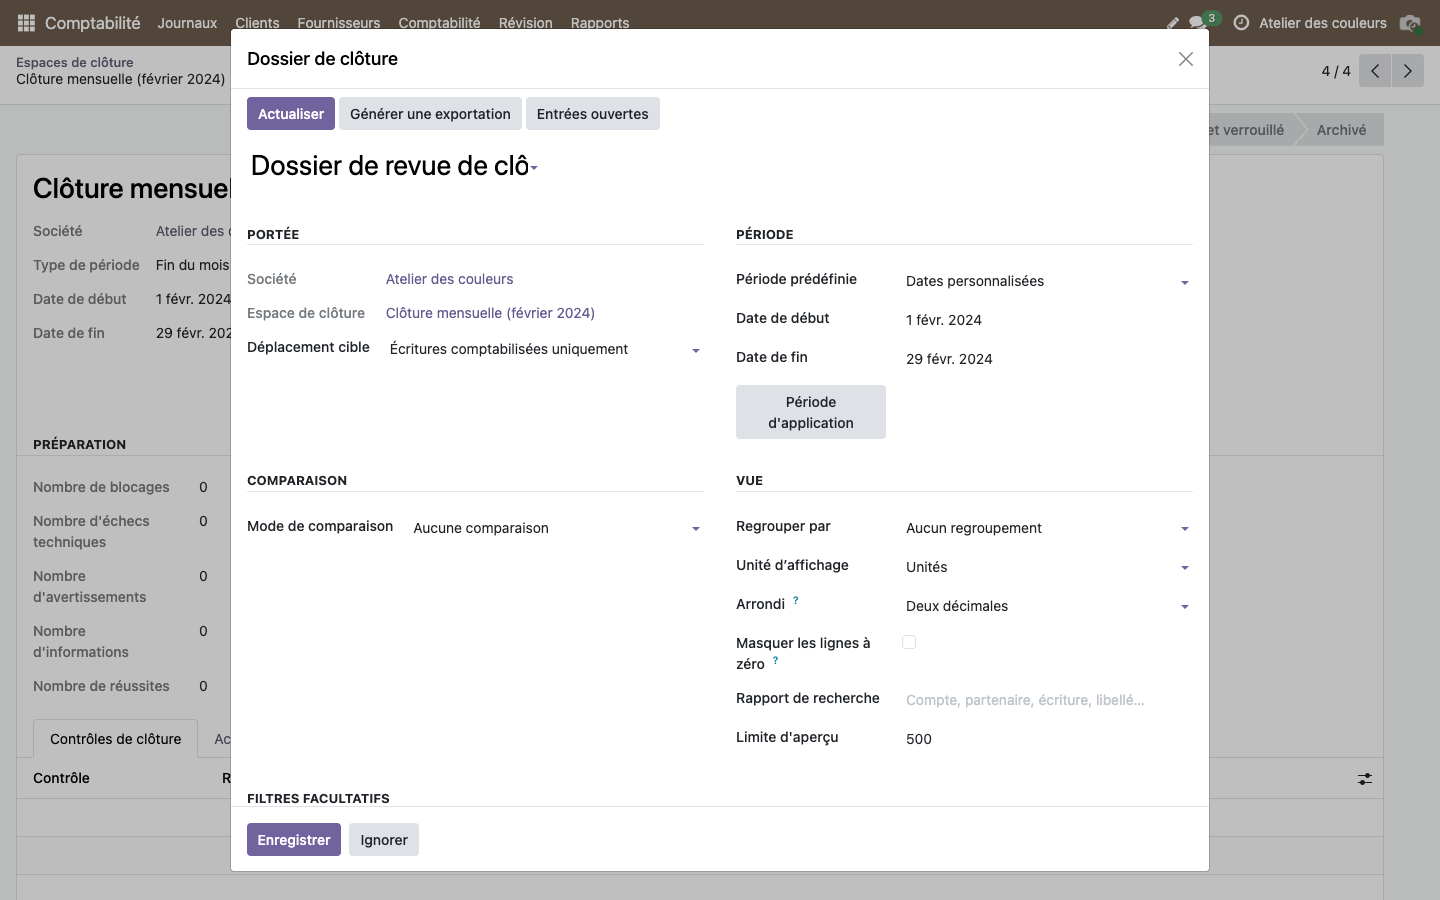 Comptabilité Journaux Clients Fournisseurs Comptabilité Révision Rapports 3 Atelier des couleurs
Espaces de clôture
Clôture mensuelle (février 2024)
4 / 4
Dossier de clôture
Actualiser Générer une exportation Entrées ouvertes
et verrouillé Archivé
Dossier de revue de clô
Clôture mensuel
PORTÉE
Société Atelier des couleurs
Espace de clôture Clôture mensuelle (février 2024)
Déplacement cible Écritures comptabilisées uniquement
PÉRIODE
Période prédéfinie Dates personnalisées
Date de début 1 févr. 2024
Date de fin 29 févr. 2024
Période
d'application
Société Atelier des
Type de période Fin du mois
Date de début 1 févr. 2024
Date de fin 29 févr. 202
COMPARAISON
Mode de comparaison Aucune comparaison
VUE
Regrouper par Aucun regroupement
Unité d’affichage Unités
Arrondi ? Deux décimales
Masquer les lignes à
zéro ?
Rapport de recherche Compte, partenaire, écriture, libellé...
Limite d'aperçu 500
PRÉPARATION
Nombre de blocages 0
Nombre d'échecs
techniques 0
Nombre
d'avertissements 0
Nombre
d'informations 0
Nombre de réussites 0
Contrôles de clôture Ac
Contrôle R
FILTRES FACULTATIFS
Enregistrer Ignorer